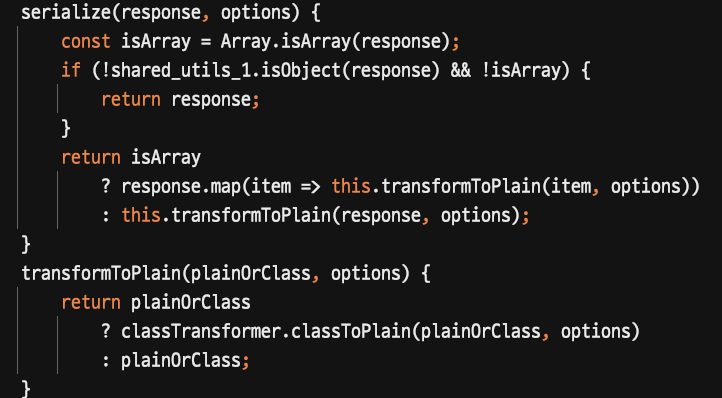 serialize(response, options) {
const isArray = Array.isArray(response);
if (!shared_utils_1.isObject(response) && !isArray) {
return response;
}
return isArray
? response.map(item => this.transformToPlain(item, options))
: this.transformToPlain(response, options);
}
transformToPlain(plainOrClass, options) {
return plainOrClass
? classTransformer.classToPlain(plainOrClass, options)
: plainOrClass;
}